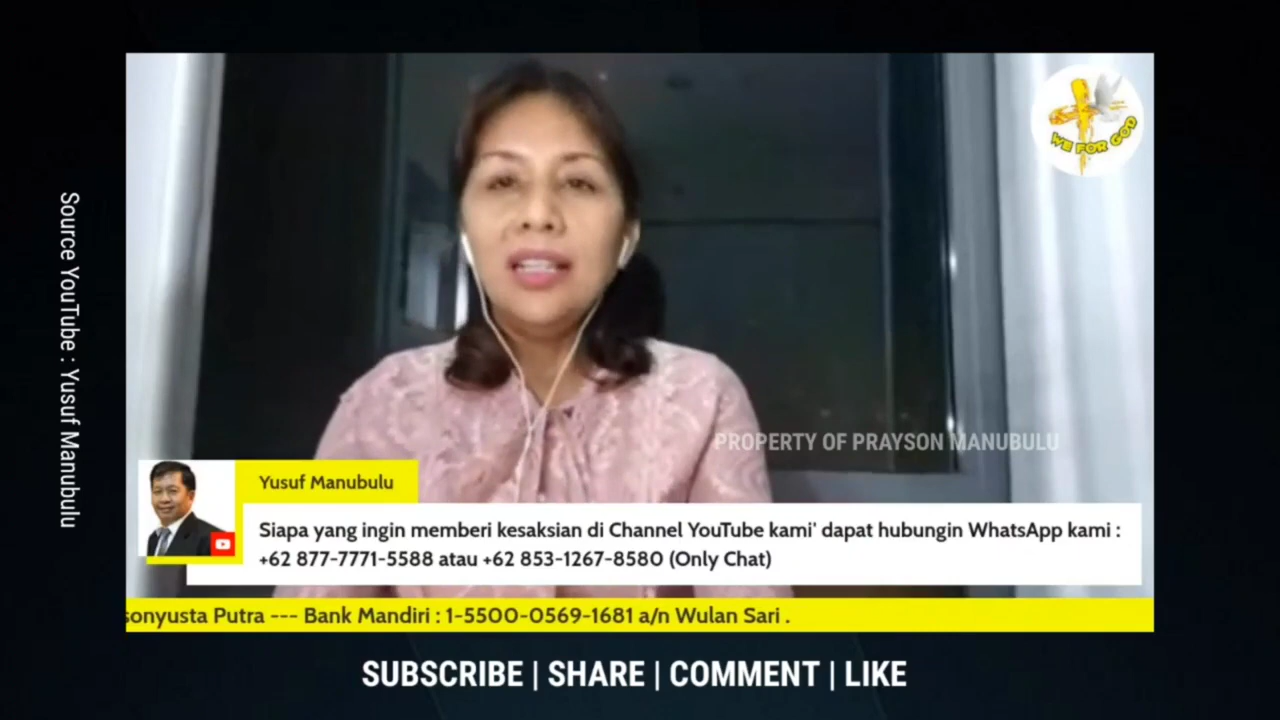 WE FOR GOD
Source YouTube : Yusuf Manubulu
PROPERTY OF PRAYSON MANUBULU
Yusuf Manubulu
Siapa yang ingin memberi kesaksian di Channel YouTube kami' dapat hubungin WhatsApp kami :
+62 877-7771-5588 atau +62 853-1267-8580 (Only Chat)
sonyusta Putra --- Bank Mandiri : 1-5500-0569-1681 a/n Wulan Sari .
SUBSCRIBE | SHARE | COMMENT | LIKE